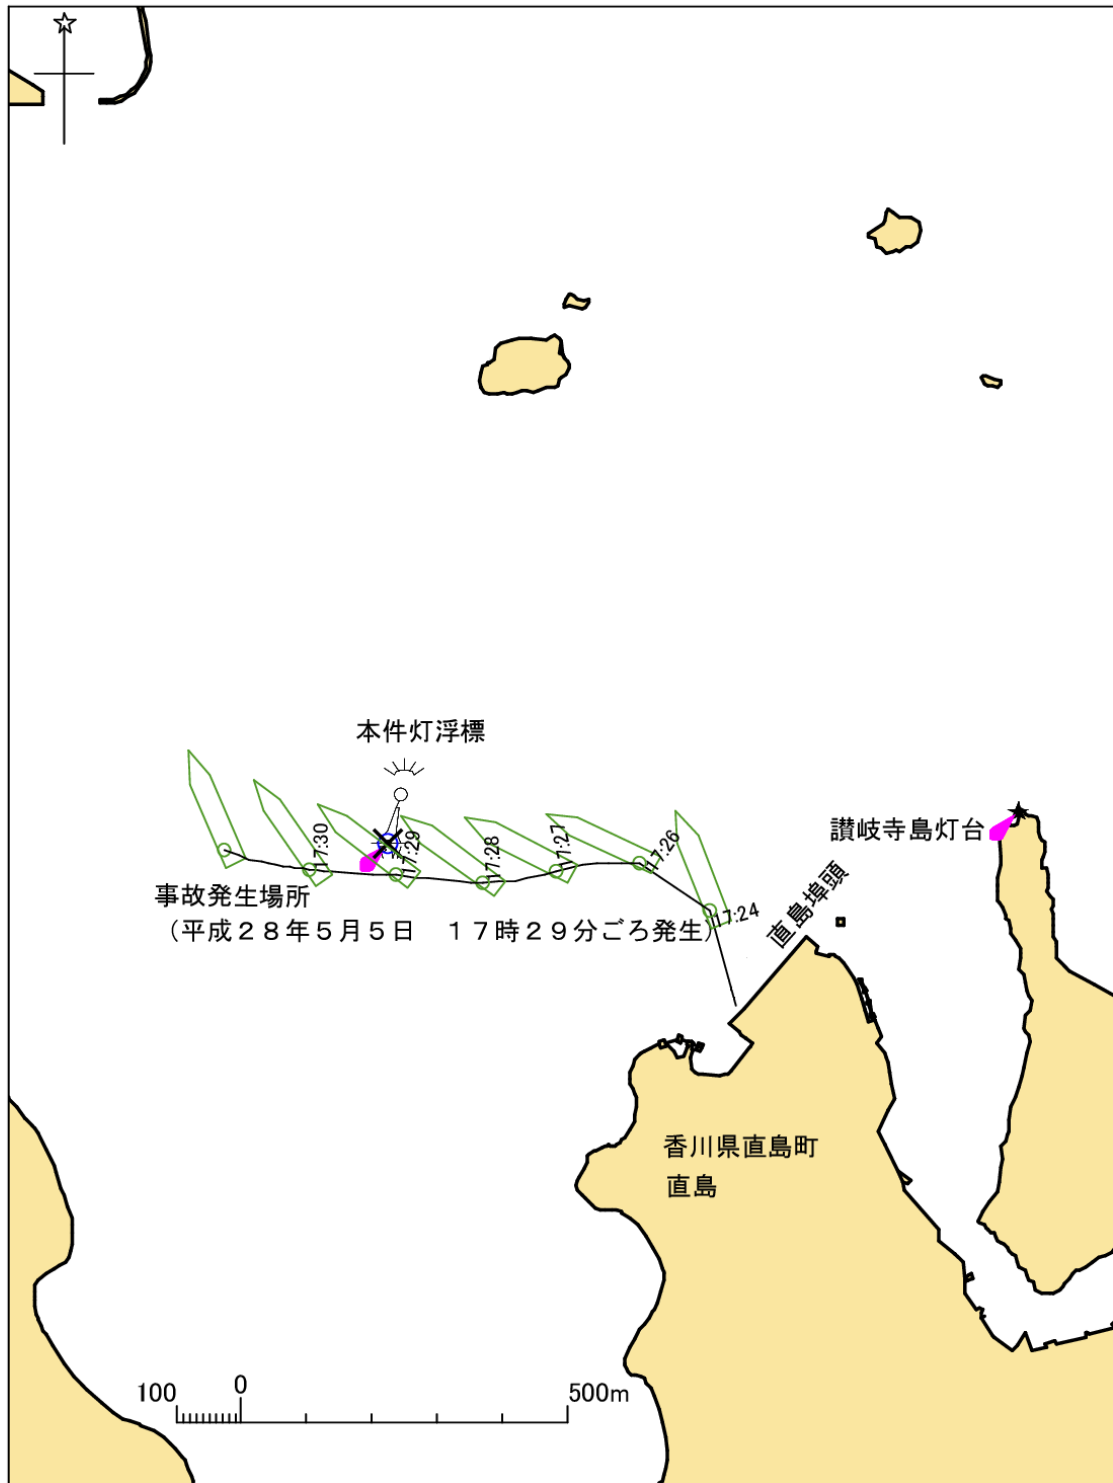 本件灯浮標
讃岐寺島灯台
17:30
17:29
17:28
17:27
17:26
17:24
直島埠頭
事故発生場所
（平成２８年５月５日　１７時２９分ごろ発生）
香川県直島町
直島
100 0 500m